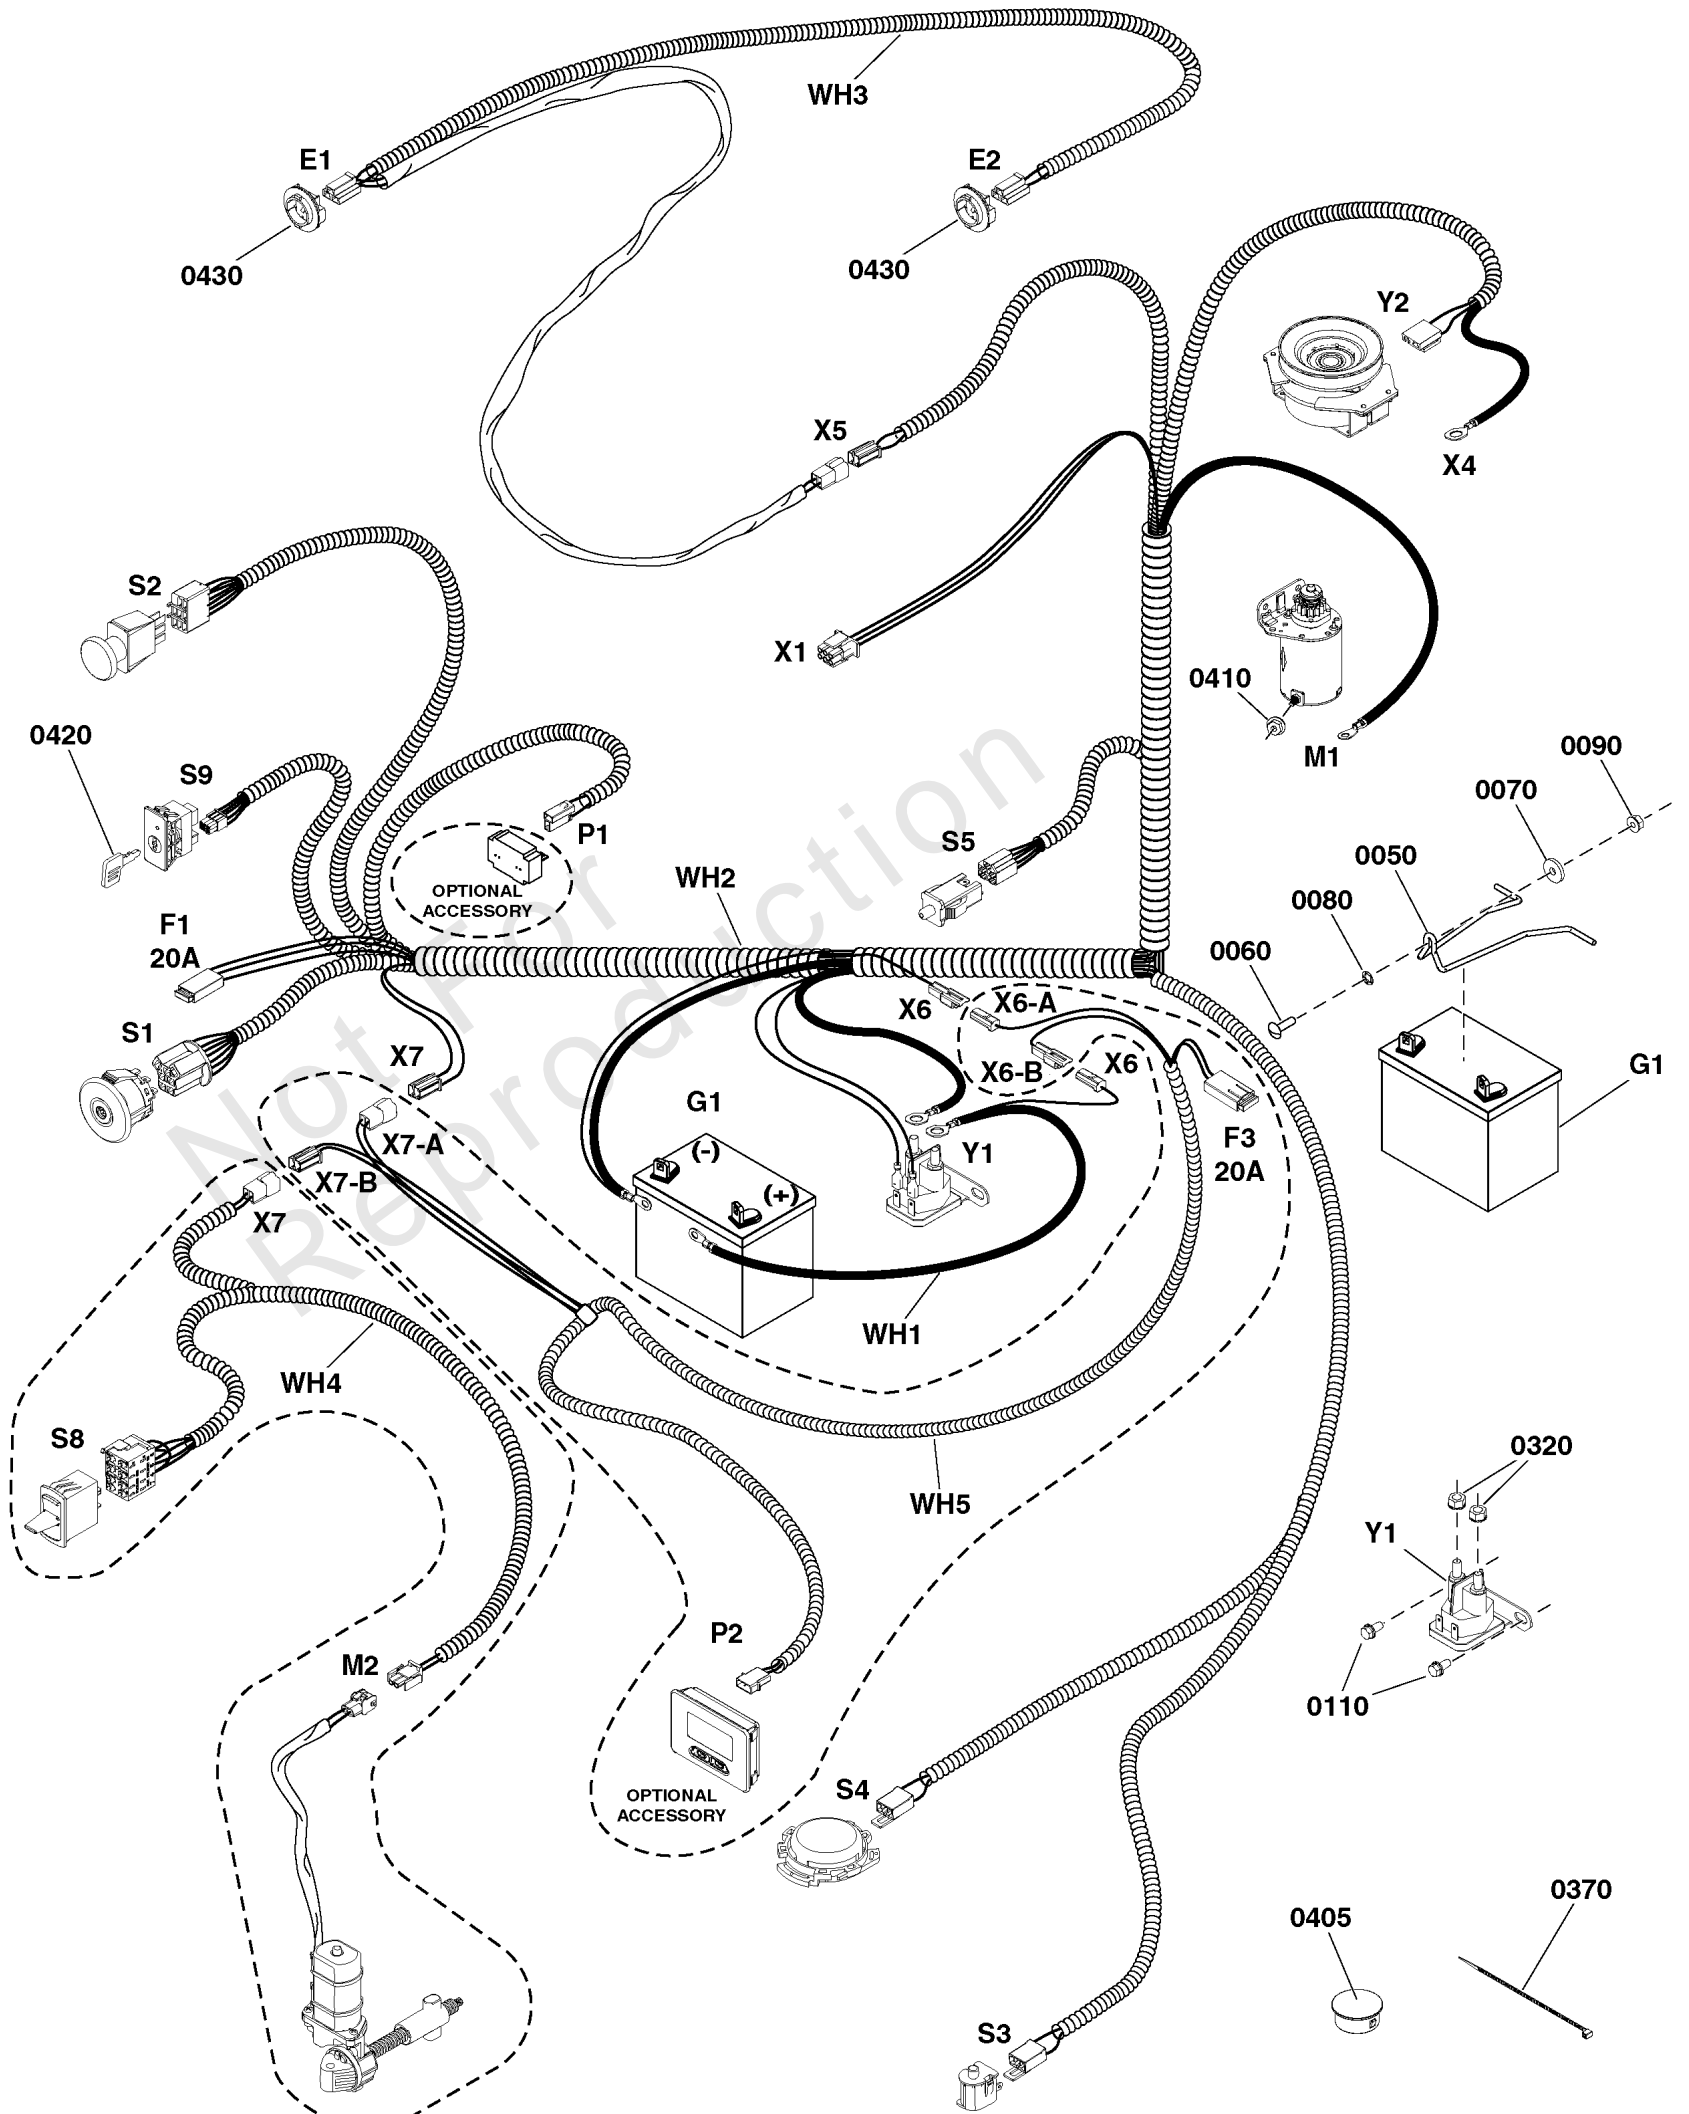 WH3
E1
E2
0430
0430
Y2
X5
X4
S2
X1
0410
M1
0420
S9
P1
OPTIONAL
ACCESSORY
S5
WH2
0090
0070
0050
0080
0060
F1
20A
S1
X7
X6
X6-A
X6-B
X6
G1
G1
(-)
(+)
Y1
F3
20A
X7-A
X7-B
X7
WH1
WH4
S8
WH5
0320
Y1
0110
M2
P2
OPTIONAL
ACCESSORY
S4
S3
0405
0370
Not For
Reproduction